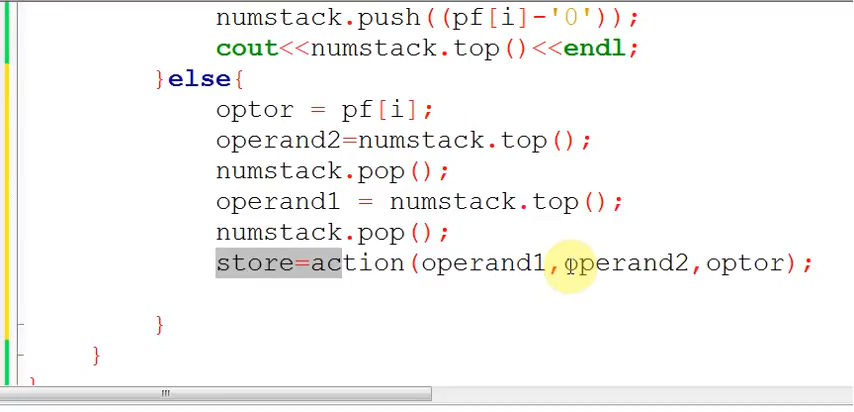 numstack.push((pf[i]-'0'));
cout<<numstack.top()<<endl;
}else{
optor = pf[i];
operand2=numstack.top();
numstack.pop();
operand1 = numstack.top();
numstack.pop();
store=action(operand1,operand2,optor);
}
}
}